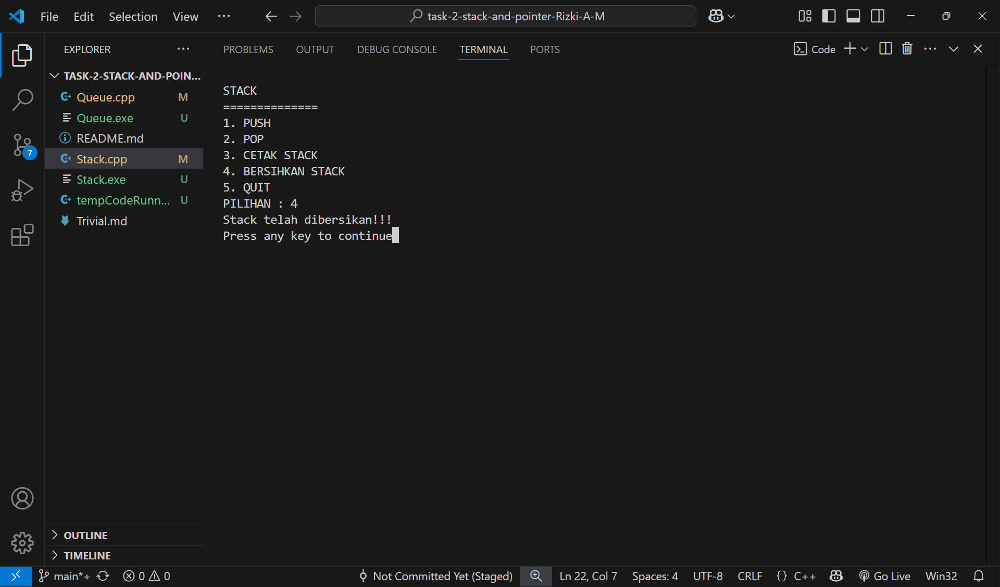 File Edit Selection View ···
task-2-stack-and-pointer-Rizki-A-M
EXPLORER ···
TASK-2-STACK-AND-POIN...
Queue.cpp M
Queue.exe U
README.md
Stack.cpp M
Stack.exe U
tempCodeRunn... U
Trivial.md
7
OUTLINE
TIMELINE
PROBLEMS OUTPUT DEBUG CONSOLE TERMINAL PORTS
Code
STACK
==============
1. PUSH
2. POP
3. CETAK STACK
4. BERSIHKAN STACK
5. QUIT
PILIHAN : 4
Stack telah dibersikan!!!
Press any key to continue
main*+ 0 0 Not Committed Yet (Staged) Ln 22, Col 7 Spaces: 4 UTF-8 CRLF {} C++ Go Live Win32